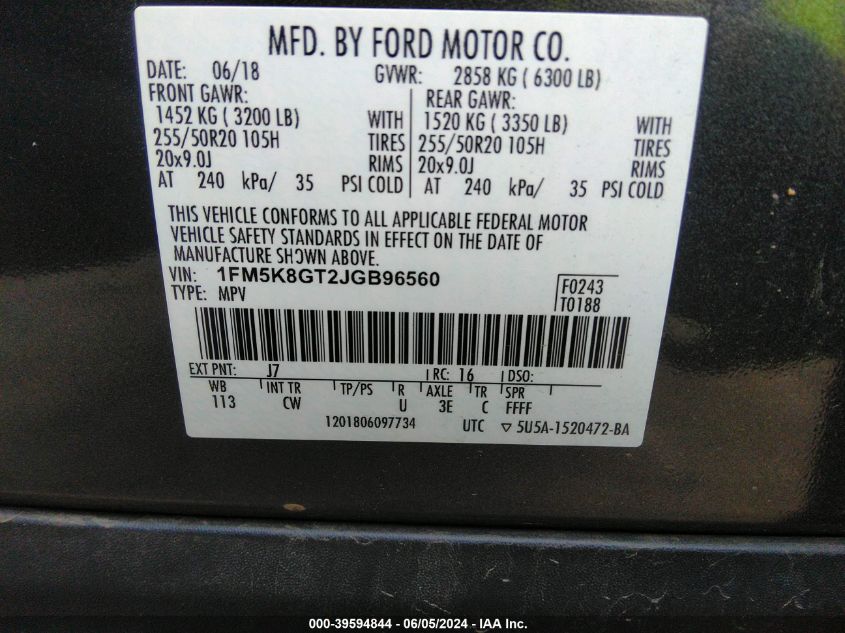 MFD. BY FORD MOTOR CO.
DATE: 06/18 GVWR: 2858 KG ( 6300 LB)
FRONT GAWR: REAR GAWR:
1452 KG ( 3200 LB) WITH 1520 KG ( 3350 LB) WITH
255/50R20 105H TIRES 255/50R20 105H TIRES
20x9.0J RIMS 20x9.0J RIMS
AT 240 kPa/ 35 PSI COLD AT 240 kPa/ 35 PSI COLD
THIS VEHICLE CONFORMS TO ALL APPLICABLE FEDERAL MOTOR
VEHICLE SAFETY STANDARDS IN EFFECT ON THE DATE OF
MANUFACTURE SHOWN ABOVE.
VIN: 1FM5K8GT2JGB96560 F0243
TYPE: MPV T0188
EXT PNT: J7 RC: 16 DSO:
WB INT TR TP/PS R AXLE TR SPR
113 CW U 3E C FFFF
1201806097734 UTC ▽ 5U5A-1520472-BA
000-39594844 - 06/05/2024 - IAA Inc.